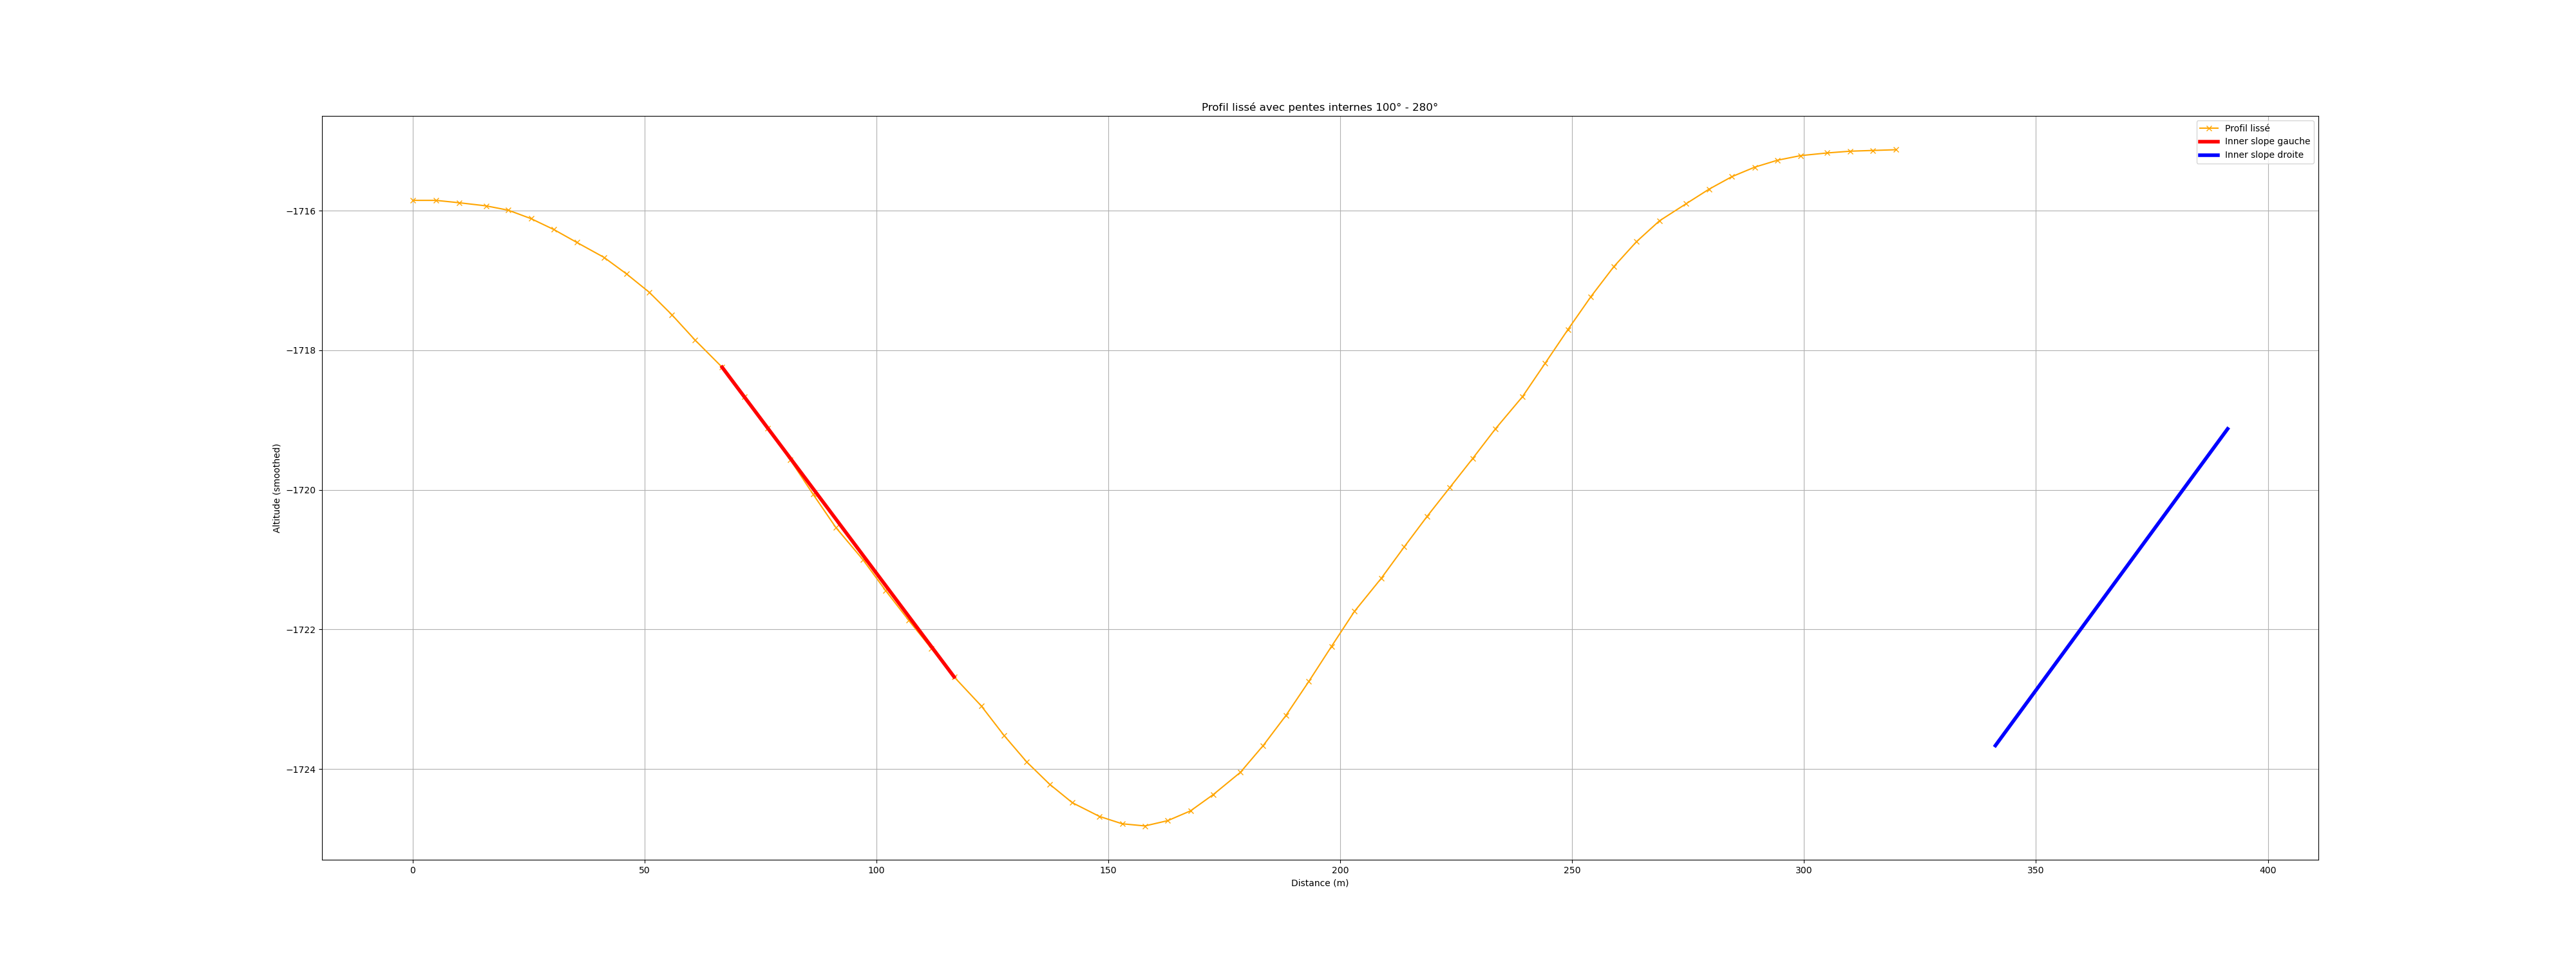 Profil lissé avec pentes internes 100° - 280°
Profil lissé
Inner slope gauche
Inner slope droite
Altitude (smoothed)
−1716
−1718
−1720
−1722
−1724
0
50
100
150
200
250
300
350
400
Distance (m)